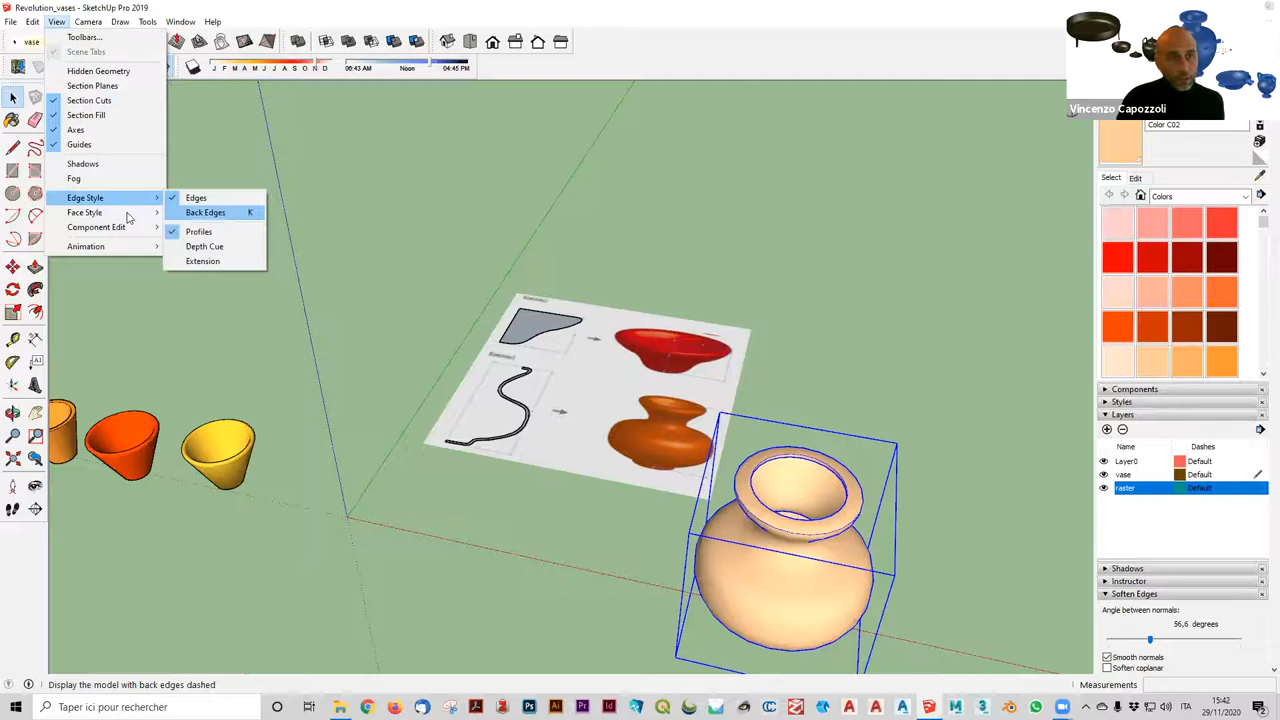 Revolution_vases - SketchUp Pro 2019
File Edit View Camera Draw Tools Window Help
vase
Toolbars...
Scene Tabs
Hidden Geometry
Section Planes
Section Cuts
Section Fill
Axes
Guides
Shadows
Fog
Edge Style
Face Style
Component Edit
Animation
Edges
Back Edges K
Profiles
Depth Cue
Extension
J F M A M J J A S O N D
06:43 AM Noon 04:45 PM
Vincenzo Capozzoli
Color C02
Select Edit
Colors
Components
Styles
Layers
Name Dashes
Layer0 Default
vase Default
raster Default
Shadows
Instructor
Soften Edges
Angle between normals:
56,6 degrees
Smooth normals
Soften coplanar
Display the model with back edges dashed
Measurements
Type here pour rechercher
15:42
ITA
29/11/2020